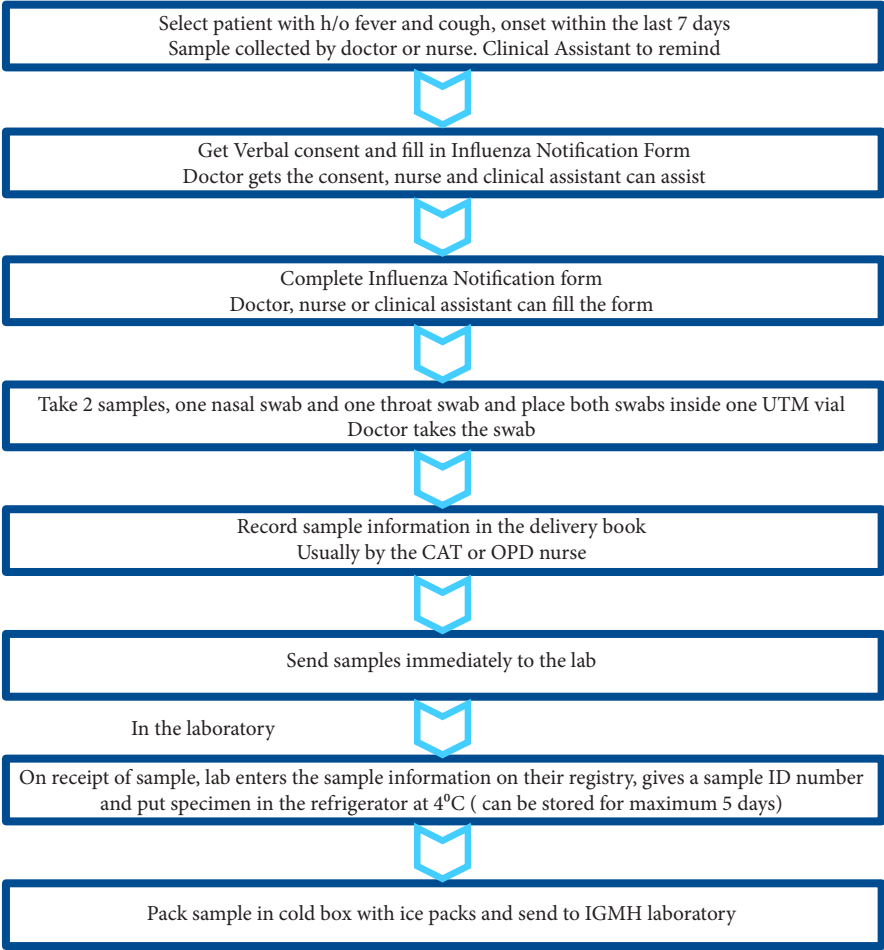 Select patient with h/o fever and cough, onset within the last 7 days
Sample collected by doctor or nurse. Clinical Assistant to remind
Get Verbal consent and fill in Influenza Notification Form
Doctor gets the consent, nurse and clinical assistant can assist
Complete Influenza Notification form
Doctor, nurse or clinical assistant can fill the form
Take 2 samples, one nasal swab and one throat swab and place both swabs inside one UTM vial
Doctor takes the swab
Record sample information in the delivery book
Usually by the CAT or OPD nurse
Send samples immediately to the lab
In the laboratory
On receipt of sample, lab enters the sample information on their registry, gives a sample ID number
and put specimen in the refrigerator at 4⁰C ( can be stored for maximum 5 days)
Pack sample in cold box with ice packs and send to IGMH laboratory